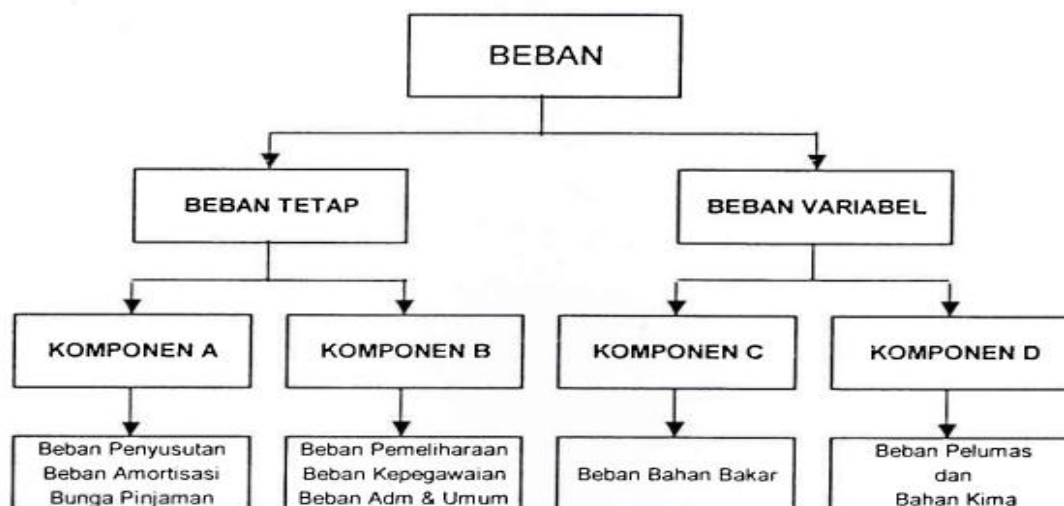 BEBAN
BEBAN TETAP
BEBAN VARIABEL
KOMPONEN A
KOMPONEN B
KOMPONEN C
KOMPONEN D
Beban Penyusutan
Beban Amortisasi
Bunga Pinjaman
Beban Pemeliharaan
Beban Kepegawaian
Beban Adm & Umum
Beban Bahan Bakar
Beban Pelumas
dan
Bahan Kima